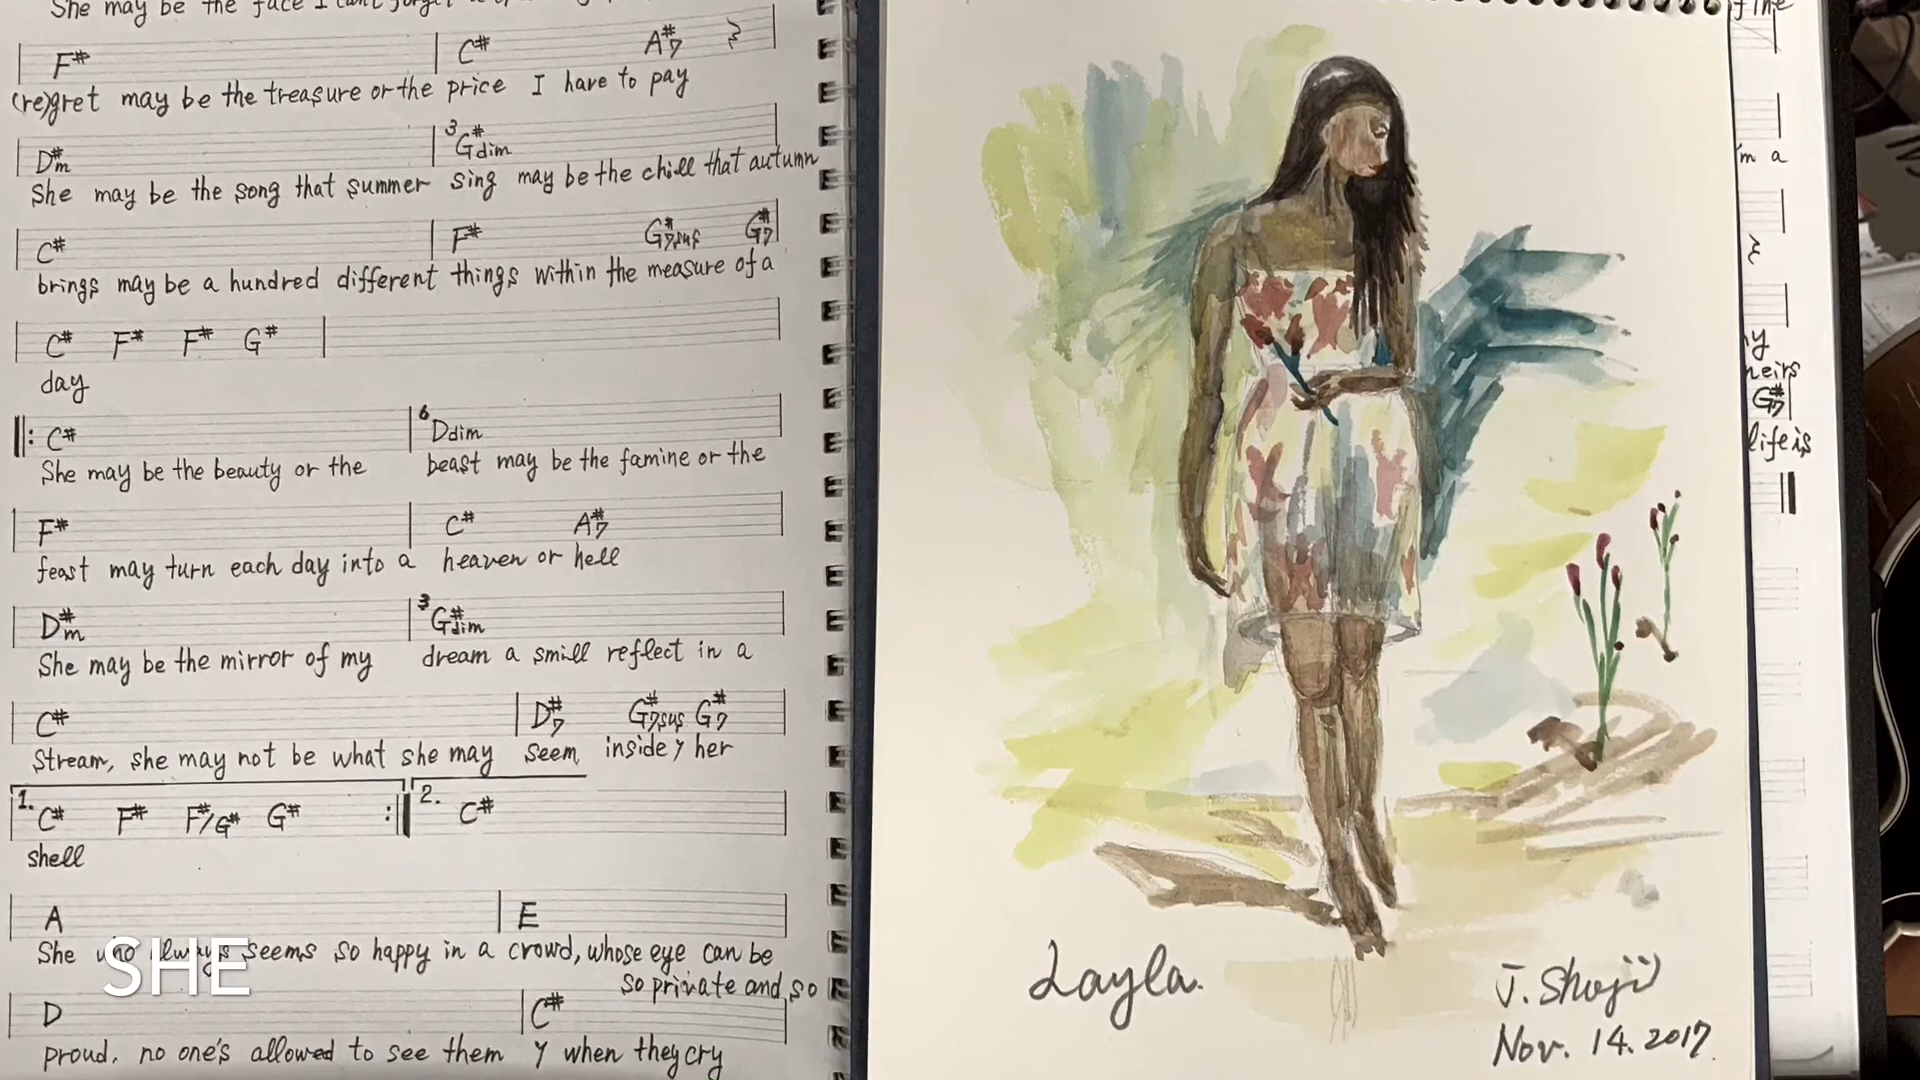 She may be the face I can't forget
F# C# A#7
(re)gret may be the treasure or the price I have to pay
D#m 3 G#dim
She may be the song that summer sing may be the chill that autumn
C# F# G#7sus G#7
brings may be a hundred different things within the measure of a
C# F# F# G#
day
C# 6 Ddim
She may be the beauty or the beast may be the famine or the
F# C# A#7
feast may turn each day into a heaven or hell
D#m 3 G#dim
She may be the mirror of my dream a smill reflect in a
C# D#7 G#7sus G#7
Stream, she may not be what she may seem, inside her
1. C# F# F#/G# G# 2. C#
shell
A E
She who always seems so happy in a crowd, whose eye can be
so private and so
D C#
proud. no one's allowed to see them when they cry
SHE
Layla.
J. Shoji
Nov. 14. 2017.
fine
'm a
heirs
G#7
life is